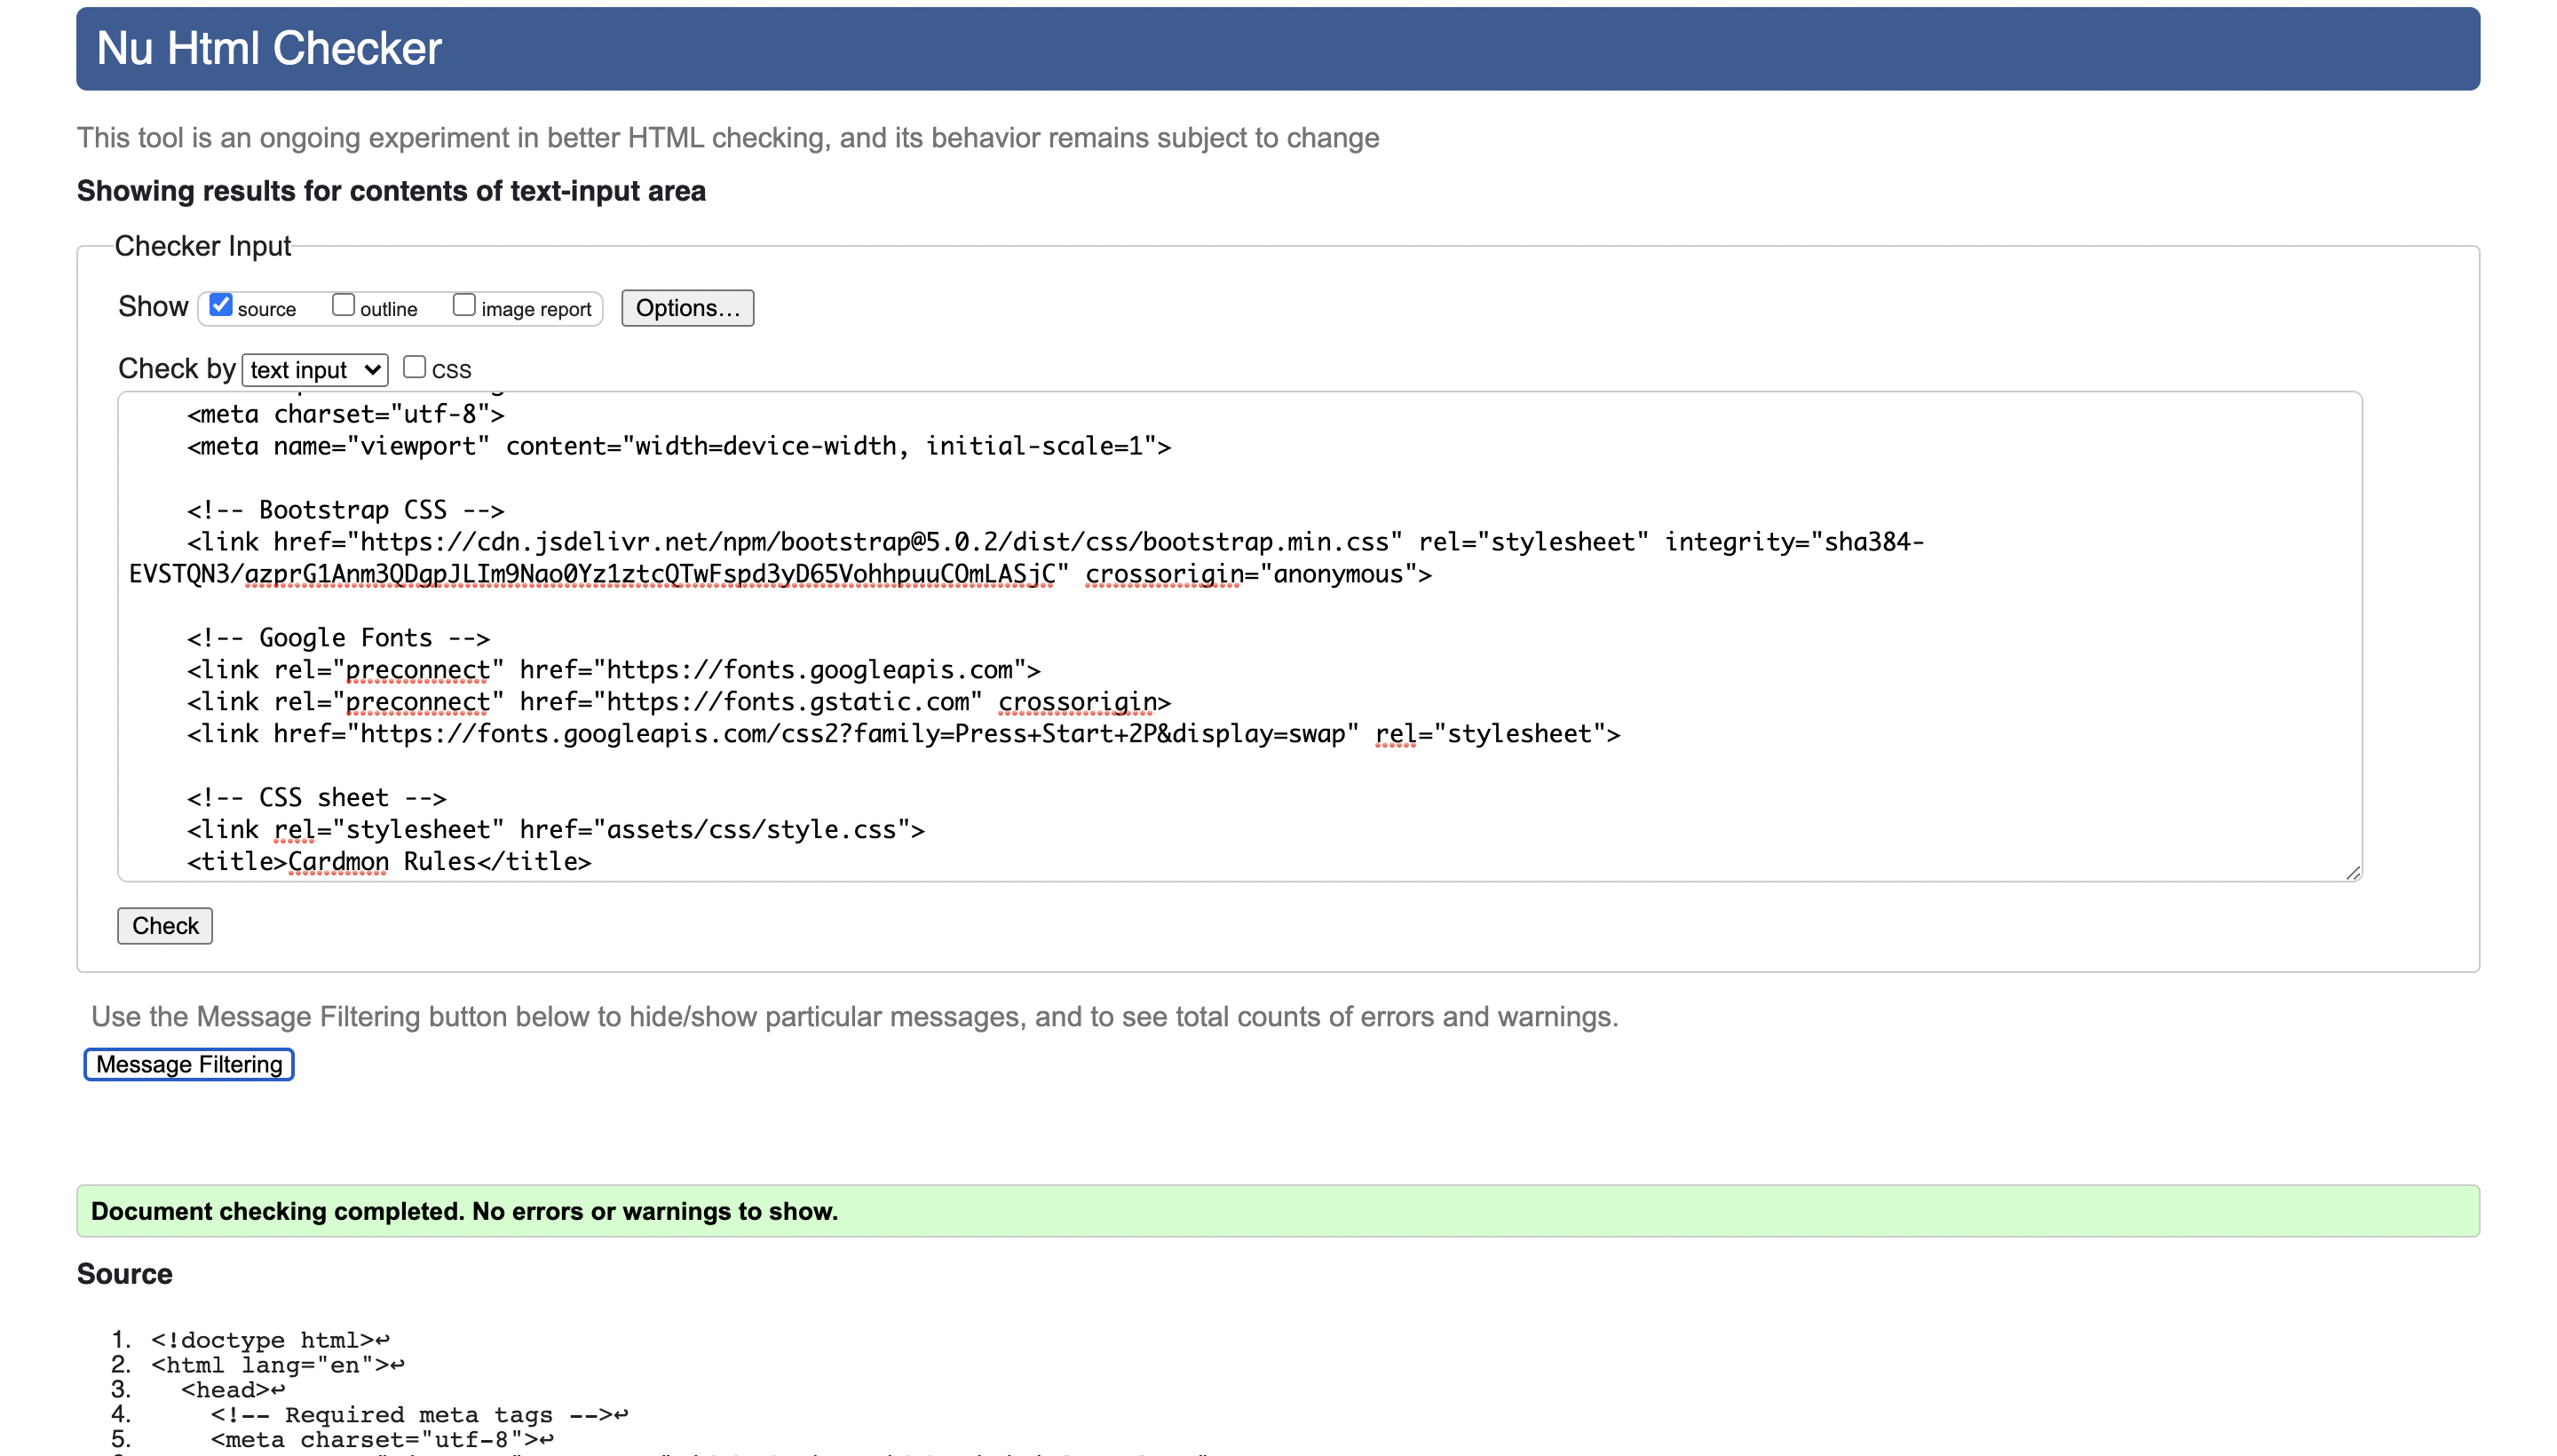 Nu Html Checker
This tool is an ongoing experiment in better HTML checking, and its behavior remains subject to change
Showing results for contents of text-input area
Checker Input
Show source outline image report Options...
Check by text input CSS
<meta charset="utf-8">
<meta name="viewport" content="width=device-width, initial-scale=1">
<!-- Bootstrap CSS -->
<link href="https://cdn.jsdelivr.net/npm/bootstrap@5.0.2/dist/css/bootstrap.min.css" rel="stylesheet" integrity="sha384-
EVSTQN3/azprG1Anm3QDgpJLIm9Nao0Yz1ztcQTwFspd3yD65VohhpuuCOmLASjC" crossorigin="anonymous">
<!-- Google Fonts -->
<link rel="preconnect" href="https://fonts.googleapis.com">
<link rel="preconnect" href="https://fonts.gstatic.com" crossorigin>
<link href="https://fonts.googleapis.com/css2?family=Press+Start+2P&display=swap" rel="stylesheet">
<!-- CSS sheet -->
<link rel="stylesheet" href="assets/css/style.css">
<title>Cardmon Rules</title>
Check
Use the Message Filtering button below to hide/show particular messages, and to see total counts of errors and warnings.
Message Filtering
Document checking completed. No errors or warnings to show.
Source
1. <!doctype html>↩
2. <html lang="en">↩
3. <head>↩
4. <!-- Required meta tags -->↩
5. <meta charset="utf-8">↩